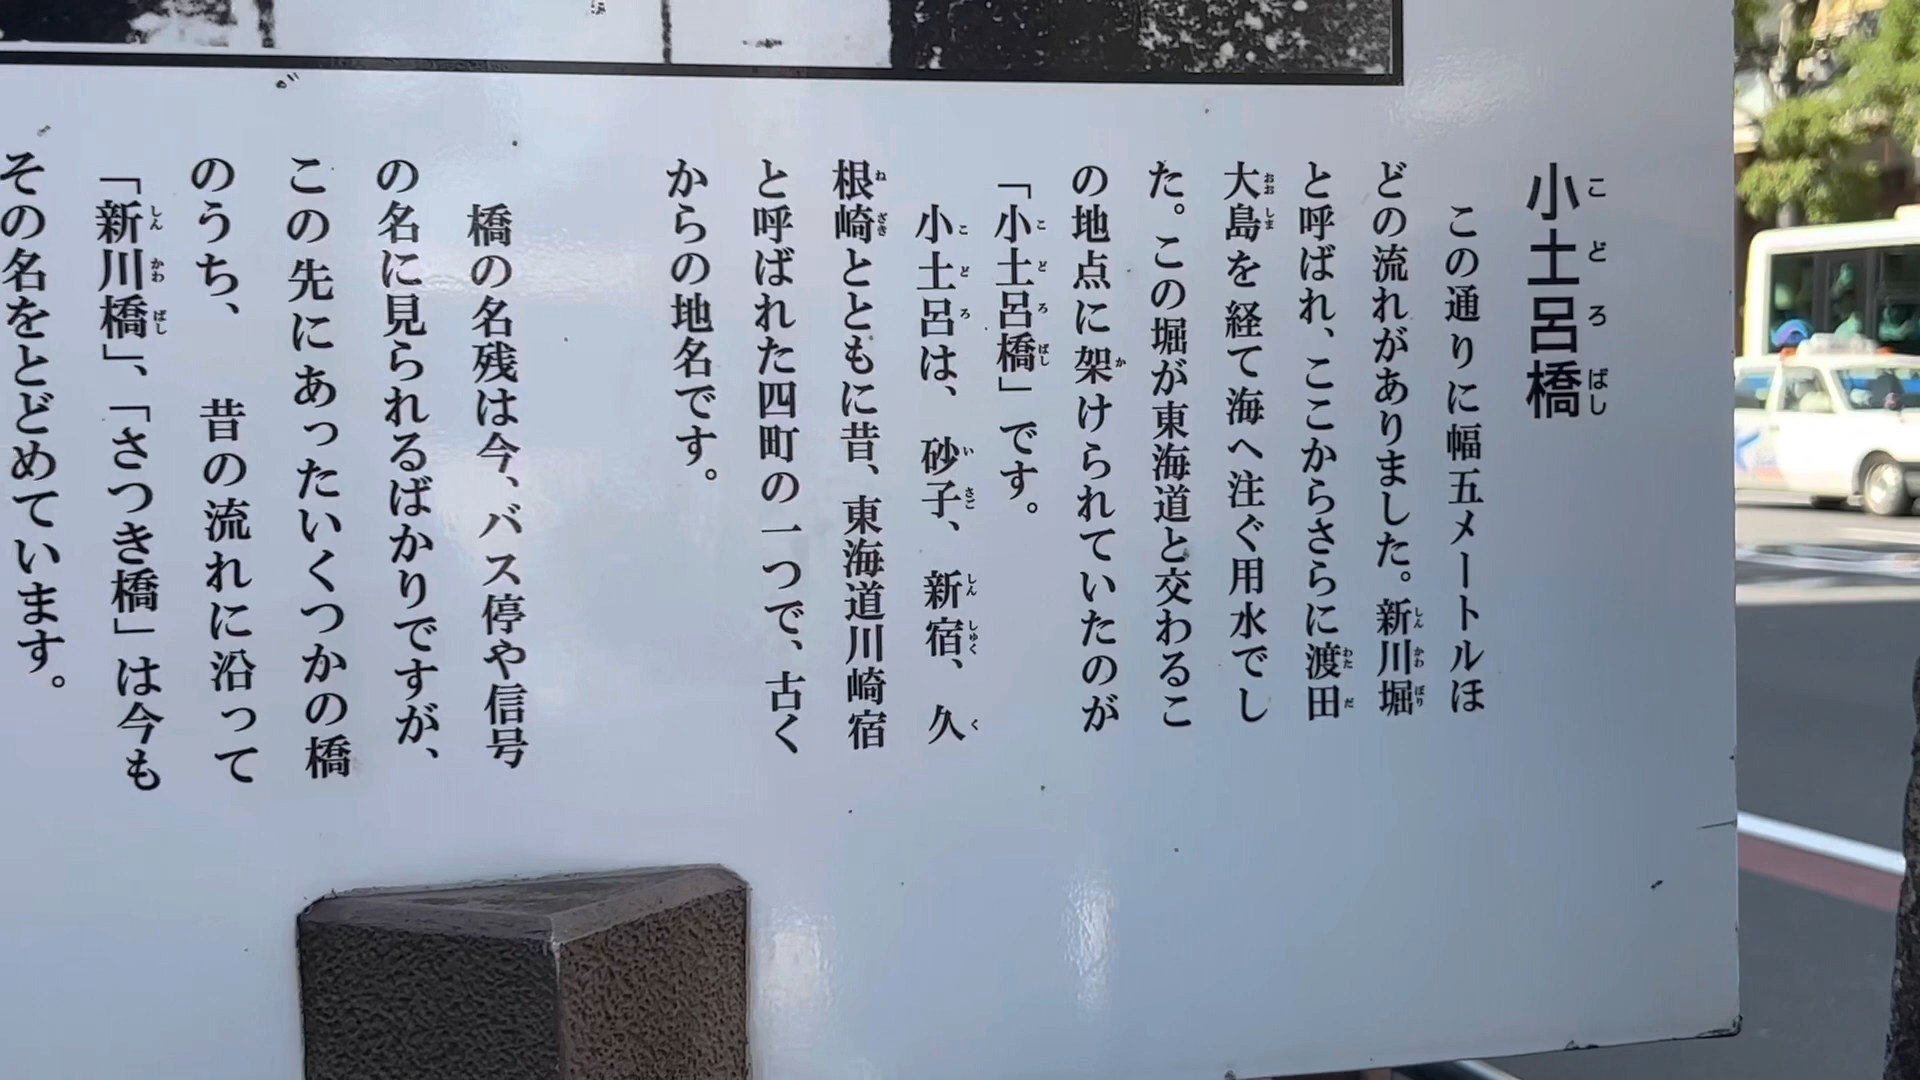 小土呂橋
この通りに幅五メートルほ
どの流れがありました。新川堀
と呼ばれ、ここからさらに渡田
大島を経て海へ注ぐ用水でし
た。この堀が東海道と交わるこ
の地点に架けられていたのが
「小土呂橋」です。
小土呂は、砂子、新宿、久
根崎とともに昔、東海道川崎宿
と呼ばれた四町の一つで、古く
からの地名です。
橋の名残は今、バス停や信号
の名に見られるばかりですが、
この先にあったいくつかの橋
のうち、昔の流れに沿って
「新川橋」、「さつき橋」は今も
その名をとどめています。